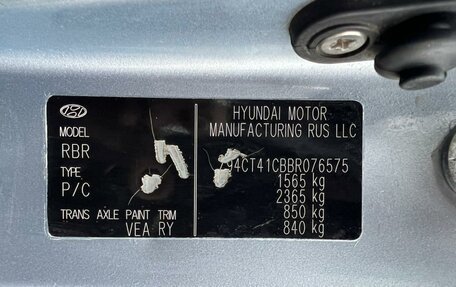 MODEL
RBR
TYPE
P/C
TRANS AXLE PAINT TRIM
VEA RY
HYUNDAI MOTOR
MANUFACTURING RUS LLC
94CT41CBBR076575
1565 kg
2365 kg
850 kg
840 kg